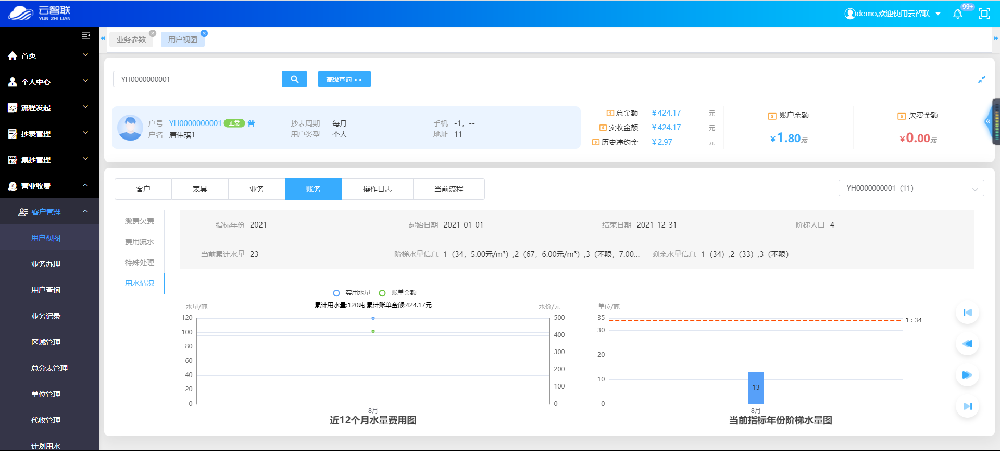 云智联
YUN ZHI LIAN
demo,欢迎使用云智联
99+
业务参数
用户视图
首页
个人中心
流程发起
抄表管理
集抄管理
营业收费
客户管理
用户视图
业务办理
用户查询
业务记录
区域管理
总分表管理
单位管理
代收管理
计划用水
YH0000000001
高级查询 >>
户号 YH0000000001 正常 普
户名 唐伟琪1
抄表周期 每月
用户类型 个人
手机 -1，--
地址 11
总金额 ¥424.17 元
实收金额 ¥424.17 元
历史违约金 ¥2.97 元
账户余额
¥1.80元
欠费金额
¥0.00元
客户 表具 业务 账务 操作日志 当前流程
YH0000000001（11）
缴费欠费
费用流水
特殊处理
用水情况
指标年份 2021 起始日期 2021-01-01 结束日期 2021-12-31 阶梯人口 4
当前累计水量 23 阶梯水量信息 1（34，5.00元/m³）,2（67，6.00元/m³）,3（不限，7.00... 剩余水量信息 1（34）,2（33）,3（不限）
实用水量 账单金额
累计用水量:120吨 累计账单金额:424.17元
水量/吨
水价/元
120
100
80
60
40
20
0
500
400
300
200
100
0
8月
近12个月水量费用图
单位/吨
35
30
20
10
0
1 : 34
13
8月
当前指标年份阶梯水量图